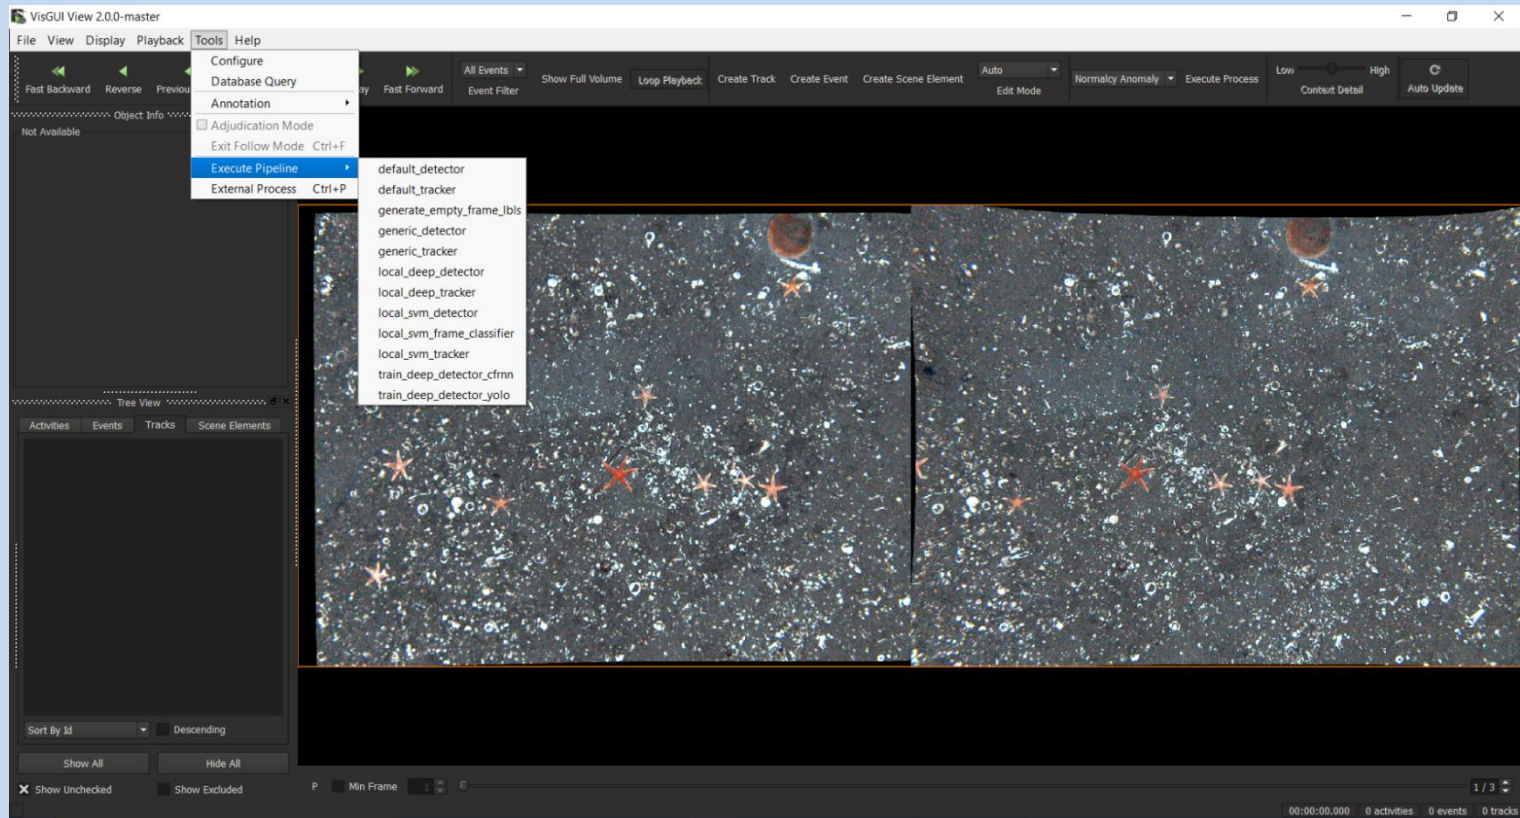 VisGUI View 2.0.0-master
File View Display Playback Tools Help
Configure
Database Query
Annotation
Adjudication Mode
Exit Follow Mode Ctrl+F
Execute Pipeline
External Process Ctrl+P
default_detector
default_tracker
generate_empty_frame_lbls
generic_detector
generic_tracker
local_deep_detector
local_deep_tracker
local_svm_detector
local_svm_frame_classifier
local_svm_tracker
train_deep_detector_cfrnn
train_deep_detector_yolo
Fast Backward Reverse Previou ay Fast Forward
All Events
Event Filter
Show Full Volume Loop Playback Create Track Create Event Create Scene Element
Auto
Edit Mode
Normalcy Anomaly Execute Process
Low High
Context Detail
Auto Update
Object Info
Not Available
Tree View
Activities Events Tracks Scene Elements
Sort By Id Descending
Show All Hide All
Show Unchecked Show Excluded
P Min Frame 1 1 / 3
00:00:00.000 0 activities 0 events 0 tracks